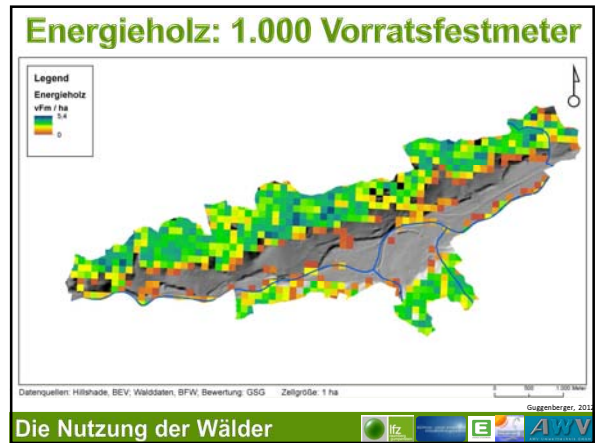 Energieholz: 1.000 Vorratsfestmeter
Legend
Energieholz
vFm / ha
5,4
0
0 500 1.000 Meter
Datenquellen: Hillshade, BEV; Walddaten, BFW; Bewertung: GSG Zellgröße: 1 ha
Guggenberger, 2012
Die Nutzung der Wälder
lfz
E
AWV